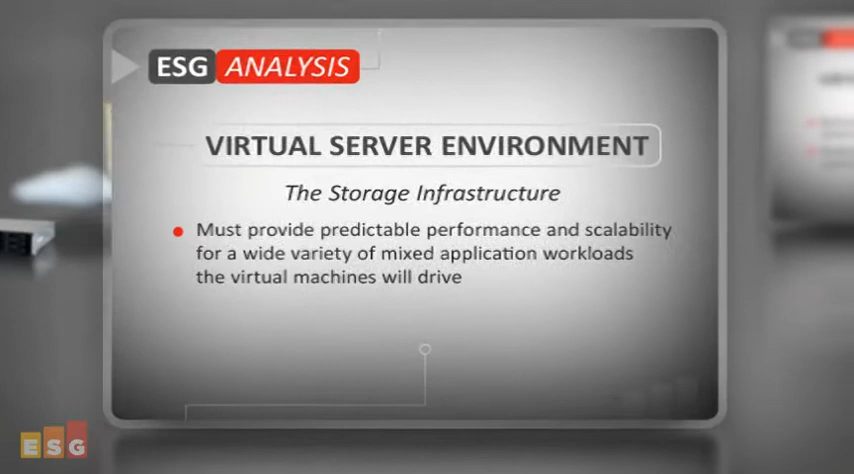 ESG ANALYSIS
VIRTUAL SERVER ENVIRONMENT
The Storage Infrastructure
Must provide predictable performance and scalability
for a wide variety of mixed application workloads
the virtual machines will drive
ESG